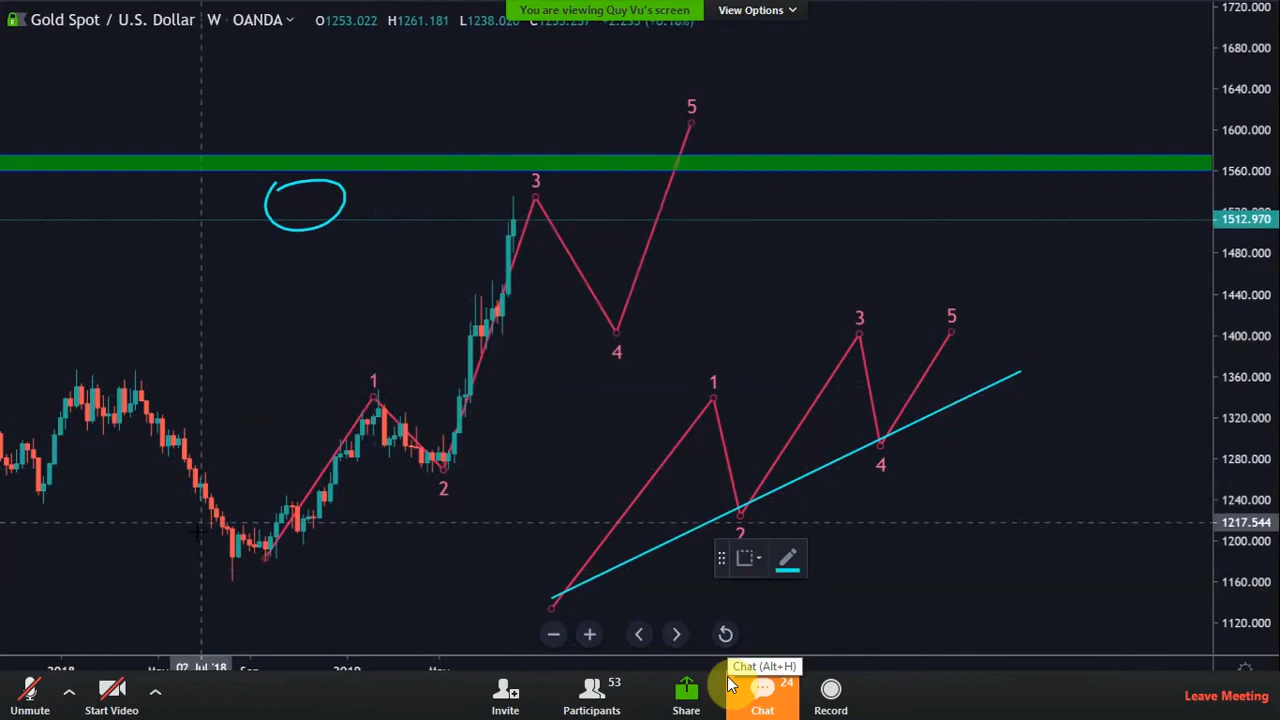 Gold Spot / U.S. Dollar W OANDA O1253.022 H1261.181
You are viewing Quy Vu's screen
View Options
1720.000
1680.000
1640.000
1600.000
1560.000
1512.970
1480.000
1440.000
1400.000
1360.000
1320.000
1280.000
1240.000
1217.544
1200.000
1160.000
1120.000
5
3
4
1
2
1
3
5
4
2
2018
02 Jul '18
2019
Chat (Alt+H)
Unmute
Start Video
Invite
53
Participants
Share
24
Chat
Record
Leave Meeting